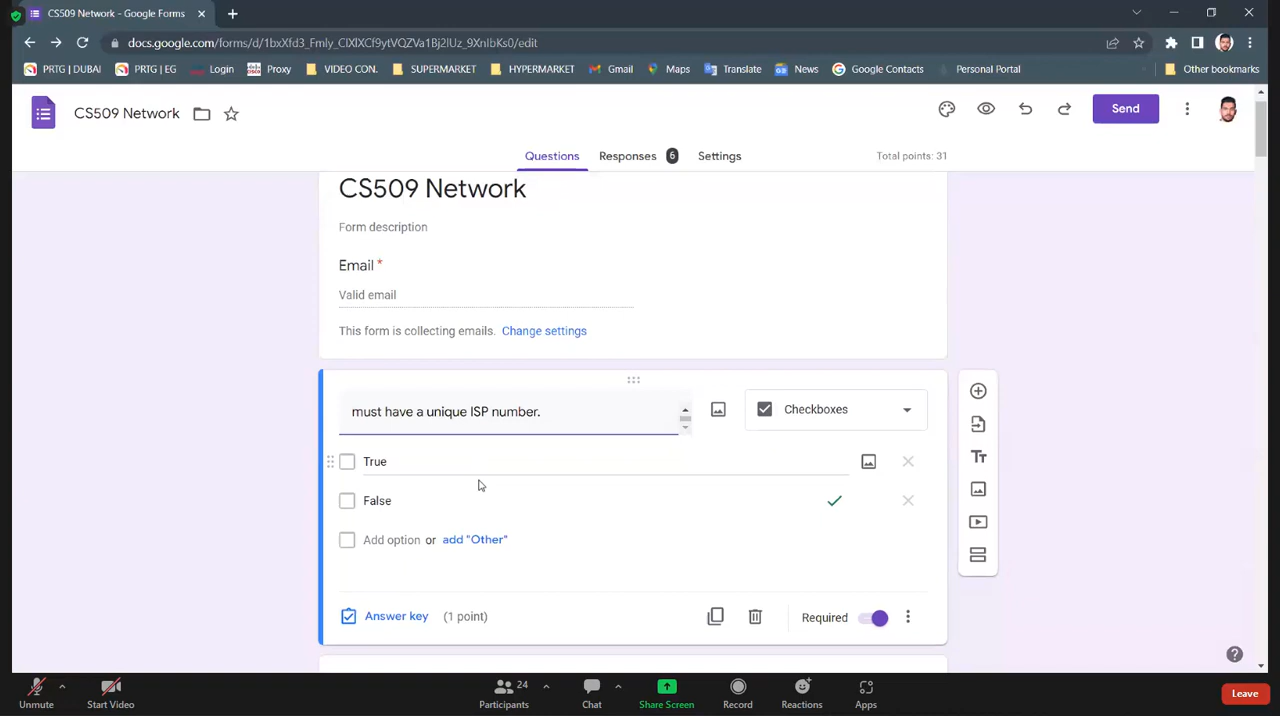 CS509 Network - Google Forms
docs.google.com/forms/d/1bxXfd3_Fmly_CIXlXCf9ytVQZVa1Bj2lUz_9XnIbKs0/edit
PRTG | DUBAI PRTG | EG Login Proxy VIDEO CON. SUPERMARKET HYPERMARKET Gmail Maps Translate News Google Contacts Personal Portal Other bookmarks
CS509 Network
Send
Questions Responses 6 Settings Total points: 31
CS509 Network
Form description
Email *
Valid email
This form is collecting emails. Change settings
must have a unique ISP number.
Checkboxes
True
False
Add option or add "Other"
Answer key (1 point)
Required
24
Unmute Start Video Participants Chat Share Screen Record Reactions Apps Leave